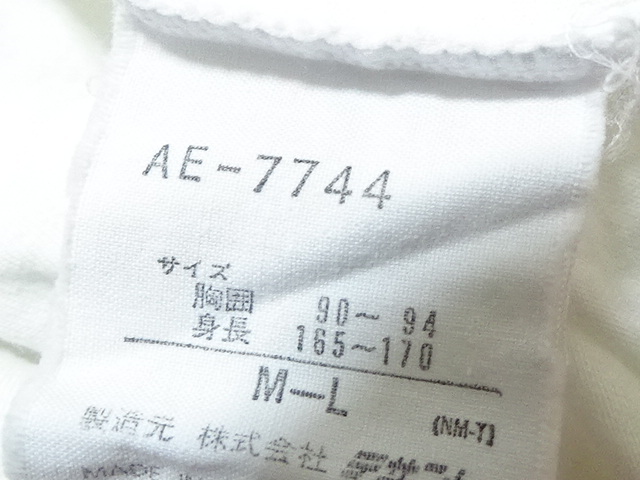 AE-7744
サイズ
胸囲 90〜94
身長 165〜170
M-L
(NM-Y)
製造元 株式会社
MADE